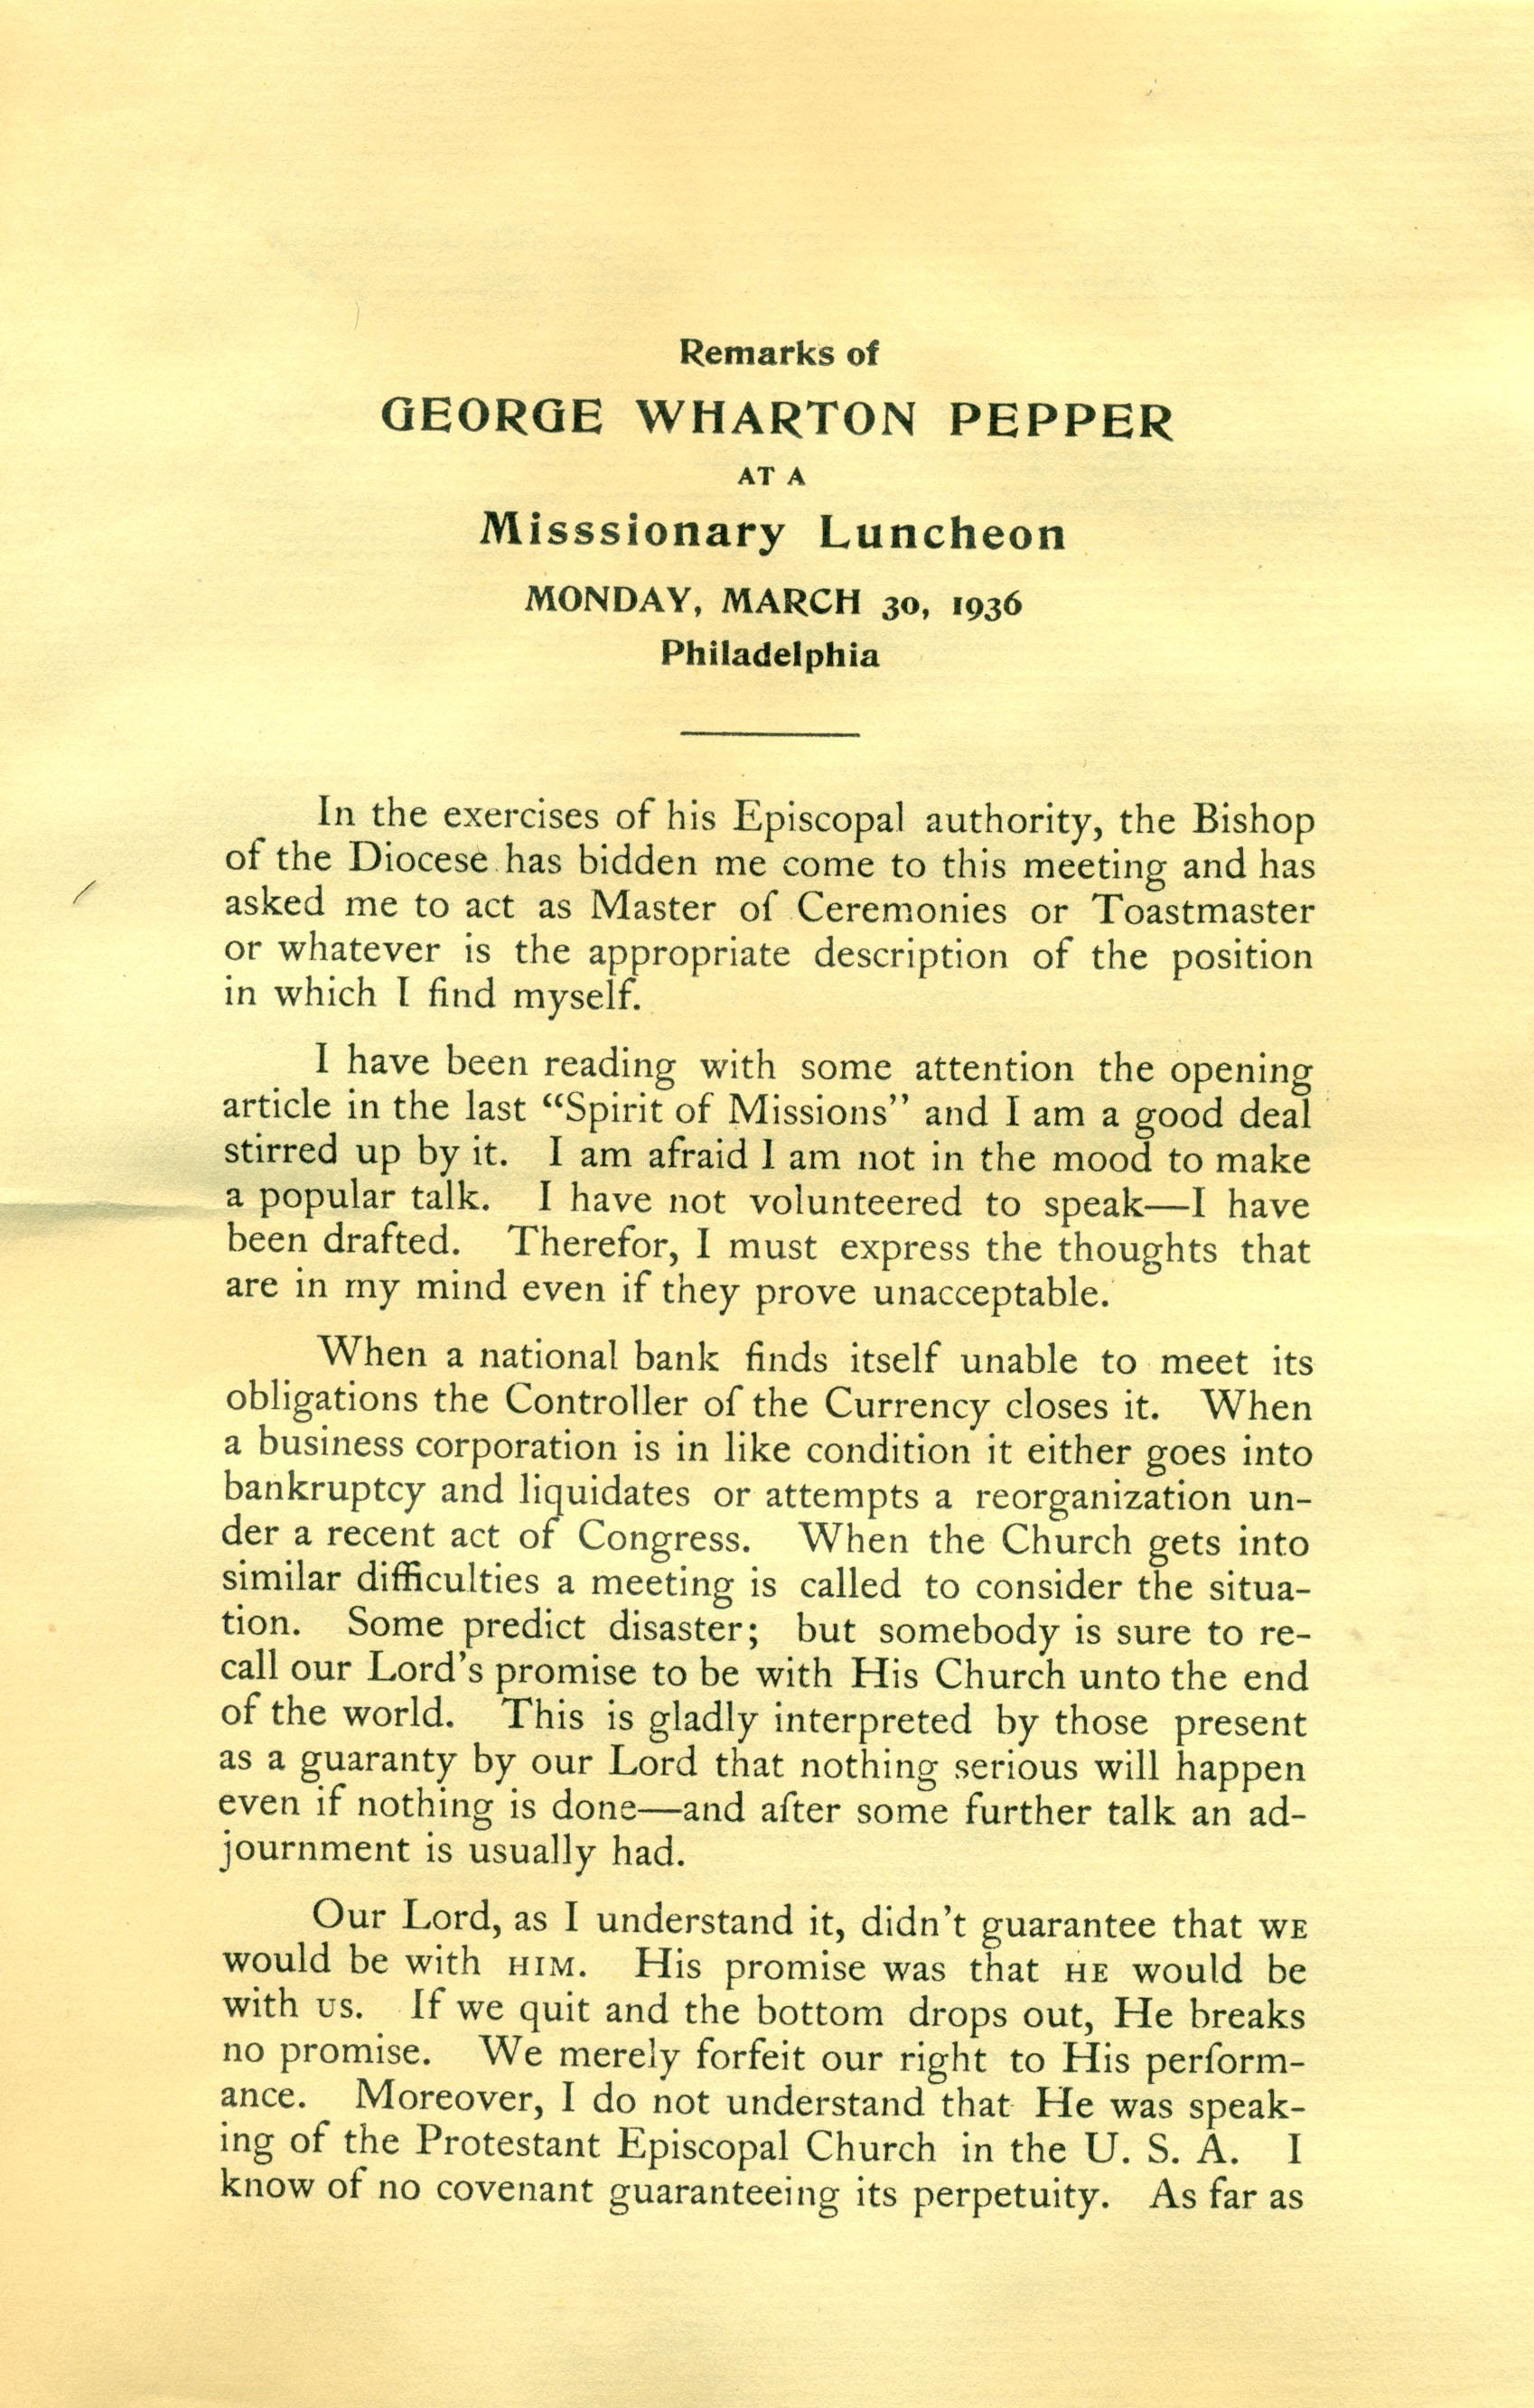 Remarks of
GEORGE WHARTON PEPPER
AT A
Misssionary Luncheon
MONDAY, MARCH 30, 1936
Philadelphia
In the exercises of his Episcopal authority, the Bishop
of the Diocese has bidden me come to this meeting and has
asked me to act as Master of Ceremonies or Toastmaster
or whatever is the appropriate description of the position
in which I find myself.
I have been reading with some attention the opening
article in the last “Spirit of Missions” and I am a good deal
stirred up by it. I am afraid I am not in the mood to make
a popular talk. I have not volunteered to speak—I have
been drafted. Therefor, I must express the thoughts that
are in my mind even if they prove unacceptable.
When a national bank finds itself unable to meet its
obligations the Controller of the Currency closes it. When
a business corporation is in like condition it either goes into
bankruptcy and liquidates or attempts a reorganization un-
der a recent act of Congress. When the Church gets into
similar difficulties a meeting is called to consider the situa-
tion. Some predict disaster; but somebody is sure to re-
call our Lord's promise to be with His Church unto the end
of the world. This is gladly interpreted by those present
as a guaranty by our Lord that nothing serious will happen
even if nothing is done—and after some further talk an ad-
journment is usually had.
Our Lord, as I understand it, didn't guarantee that WE
would be with HIM. His promise was that HE would be
with US. If we quit and the bottom drops out, He breaks
no promise. We merely forfeit our right to His perform-
ance. Moreover, I do not understand that He was speak-
ing of the Protestant Episcopal Church in the U. S. A. I
know of no covenant guaranteeing its perpetuity. As far as